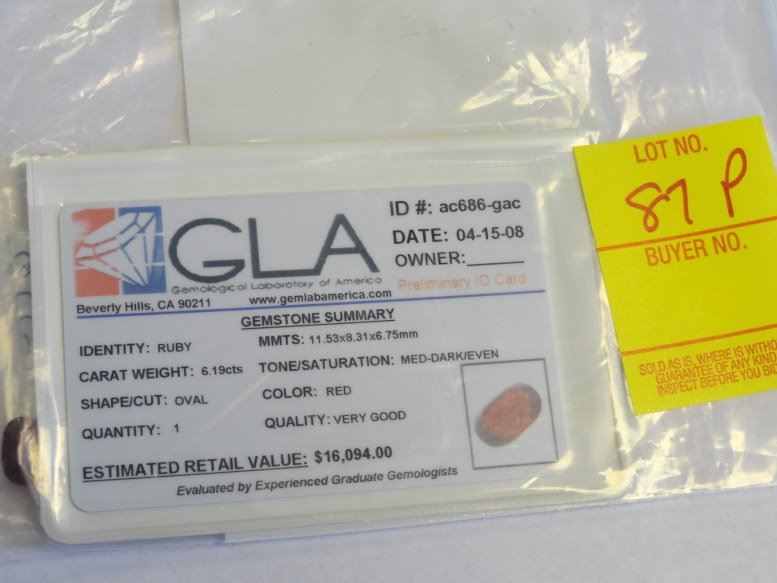 GLA
Gemological Laboratory of America
Beverly Hills, CA 90211
www.gemlabamerica.com
ID #: ac686-gac
DATE: 04-15-08
OWNER:______
Preliminary ID Card
GEMSTONE SUMMARY
IDENTITY: RUBY
MMTS: 11.53x8.31x6.75mm
CARAT WEIGHT: 6.19cts
TONE/SATURATION: MED-DARK/EVEN
SHAPE/CUT: OVAL
COLOR: RED
QUANTITY: 1
QUALITY: VERY GOOD
ESTIMATED RETAIL VALUE: $16,094.00
Evaluated by Experienced Graduate Gemologists
LOT NO.
87 P
BUYER NO.
SOLD AS IS, WHERE IS WITHO
GUARANTEE OF ANY KIND
INSPECT BEFORE YOU BID